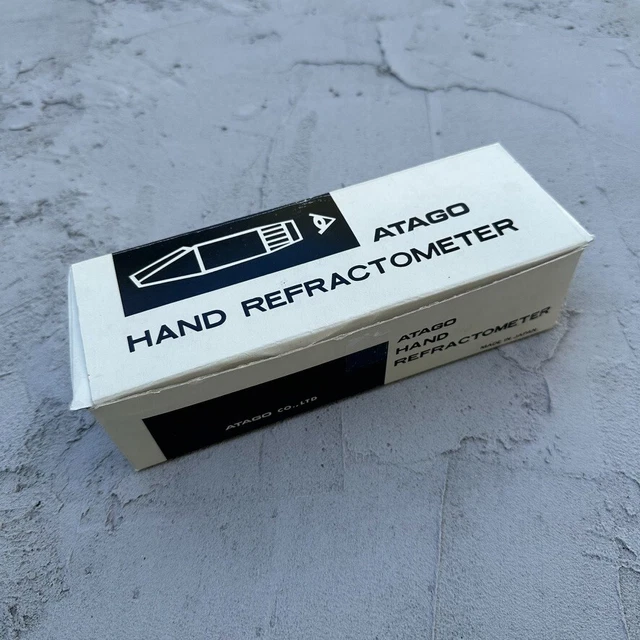 ATAGO
HAND REFRACTOMETER
ATAGO
HAND
REFRACTOMETER
MADE IN JAPAN
ATAGO CO.,LTD